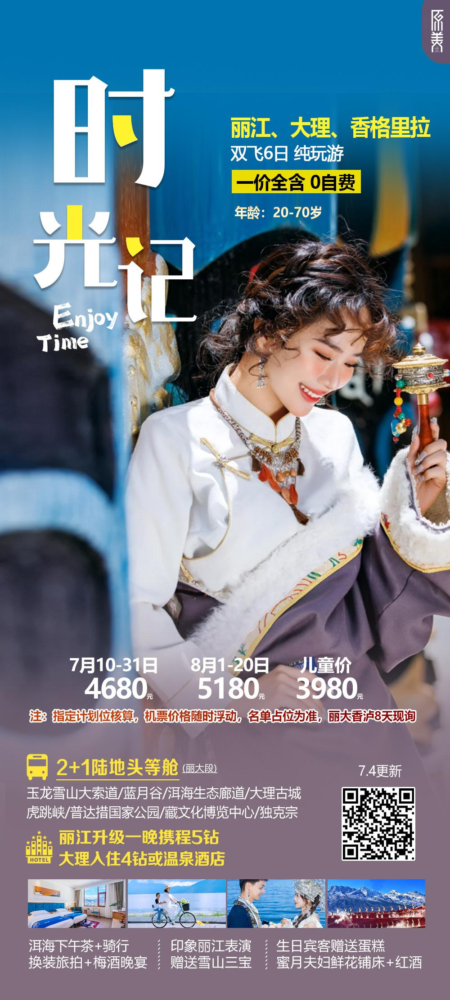 原美
时
光记
Enjoy
Time
丽江、大理、香格里拉
双飞6日 纯玩游
一价全含 0自费
年龄：20-70岁
7月10-31日 8月1-20日 儿童价
4680元 5180元 3980元
注：指定计划位核算，机票价格随时浮动，名单占位为准，丽大香泸8天现询
2+1陆地头等舱(丽大段)
7.4更新
玉龙雪山大索道/蓝月谷/洱海生态廊道/大理古城
虎跳峡/普达措国家公园/藏文化博览中心/独克宗
HOTEL
丽江升级一晚携程5钻
大理入住4钻或温泉酒店
洱海下午茶+骑行
换装旅拍+梅酒晚宴
印象丽江表演
赠送雪山三宝
生日宾客赠送蛋糕
蜜月夫妇鲜花铺床+红酒